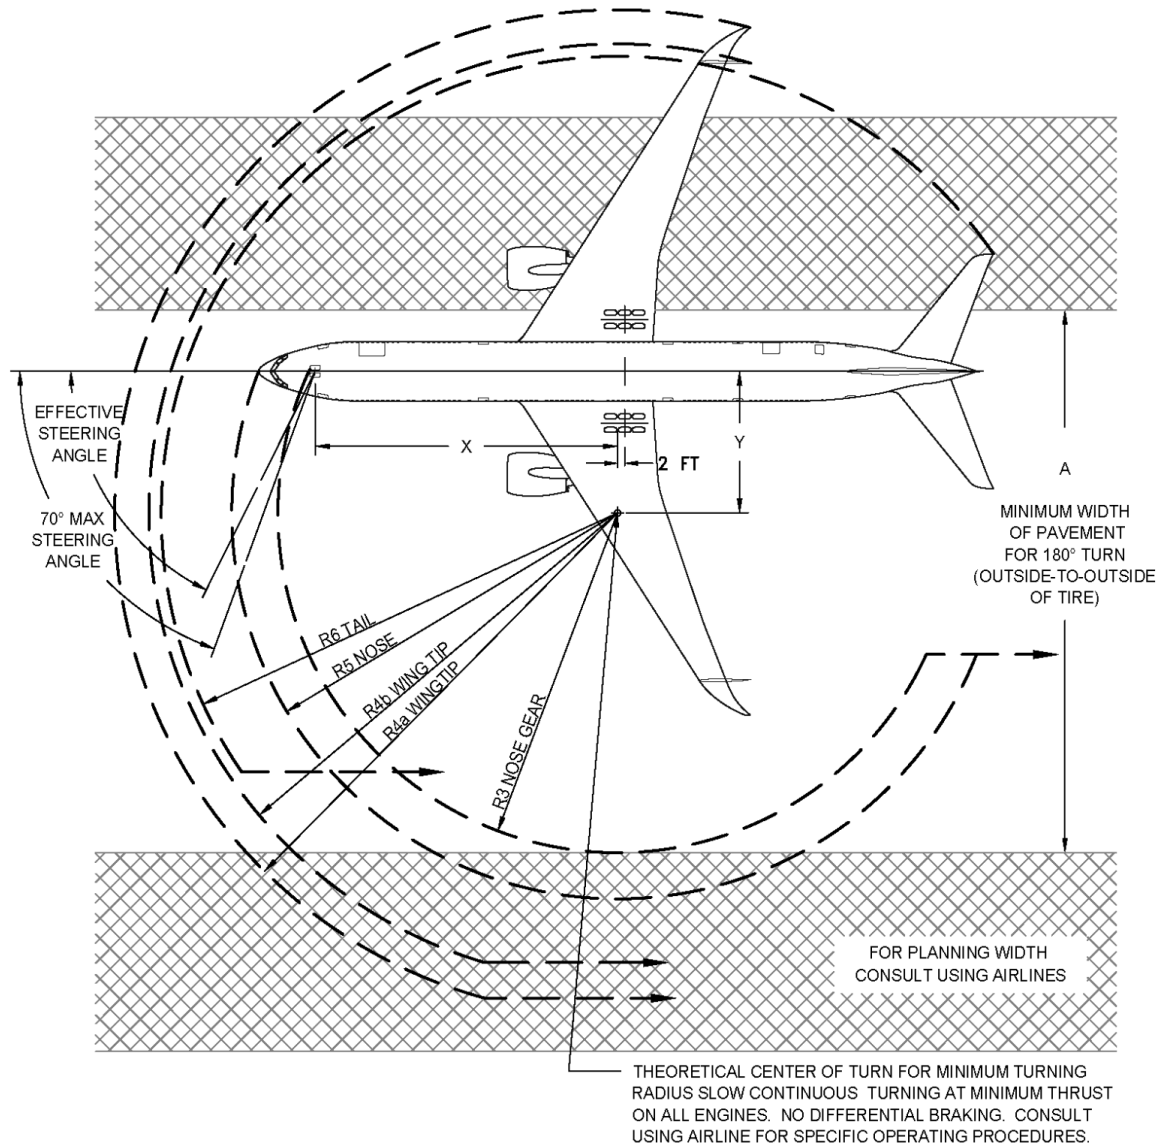 EFFECTIVE
STEERING
ANGLE
70° MAX
STEERING
ANGLE
X
Y
2 FT
A
MINIMUM WIDTH
OF PAVEMENT
FOR 180° TURN
(OUTSIDE-TO-OUTSIDE
OF TIRE)
R6 TAIL
R5 NOSE
R4b WING TIP
R4a WINGTIP
R3 NOSE GEAR
FOR PLANNING WIDTH
CONSULT USING AIRLINES
THEORETICAL CENTER OF TURN FOR MINIMUM TURNING
RADIUS SLOW CONTINUOUS TURNING AT MINIMUM THRUST
ON ALL ENGINES. NO DIFFERENTIAL BRAKING. CONSULT
USING AIRLINE FOR SPECIFIC OPERATING PROCEDURES.